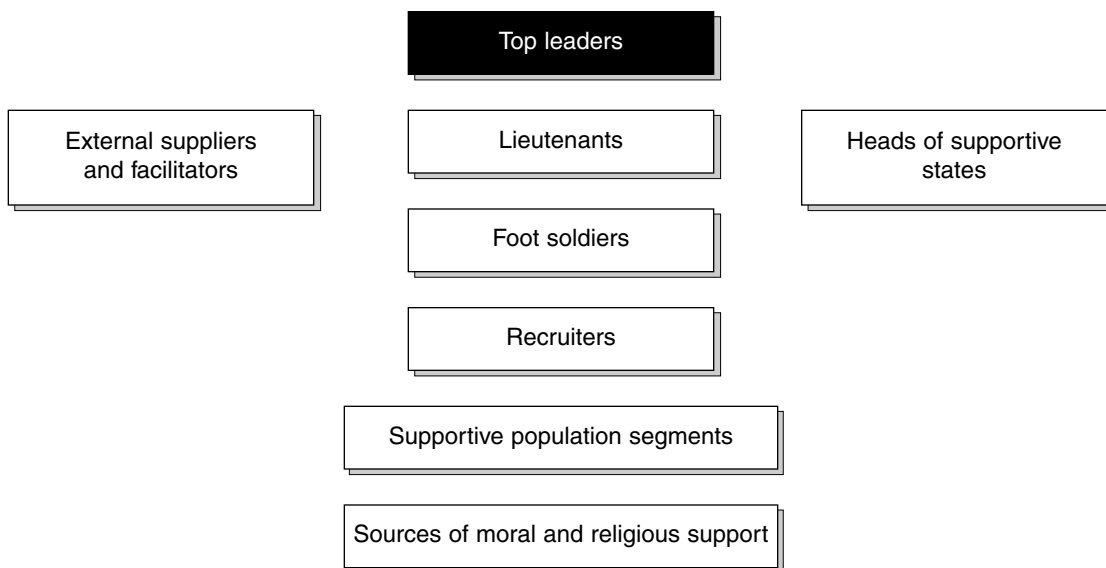 Top leaders
External suppliers
and facilitators
Lieutenants
Heads of supportive
states
Foot soldiers
Recruiters
Supportive population segments
Sources of moral and religious support